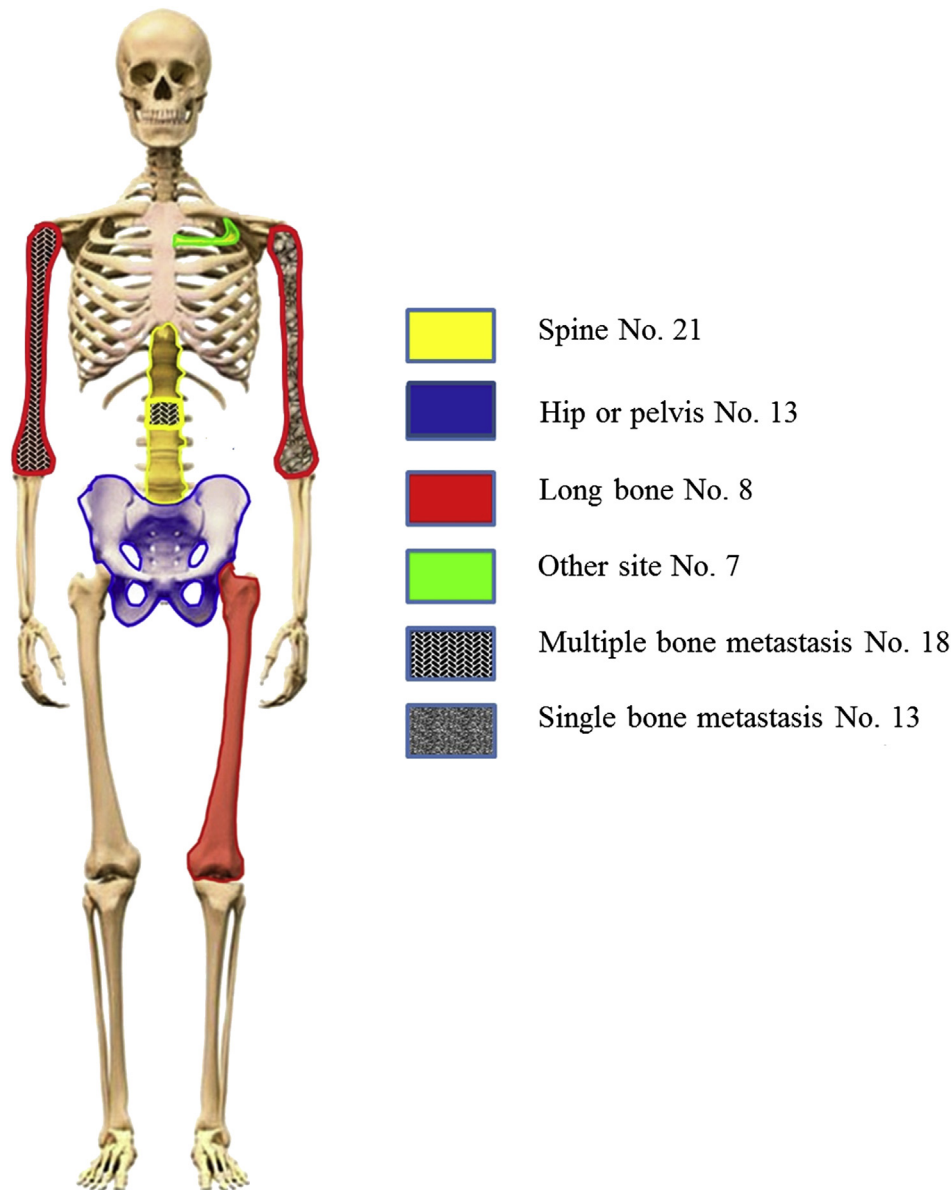 Spine No. 21
Hip or pelvis No. 13
Long bone No. 8
Other site No. 7
Multiple bone metastasis No. 18
Single bone metastasis No. 13